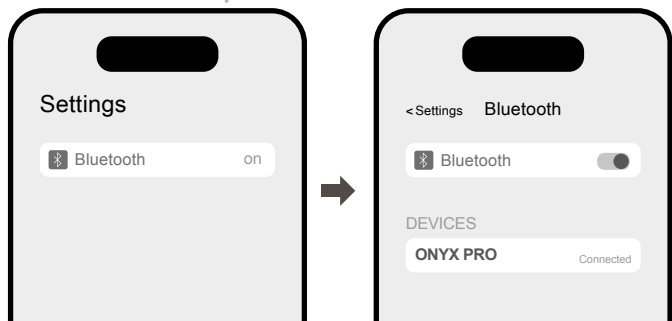 Settings
Bluetooth on
< Settings Bluetooth
Bluetooth
DEVICES
ONYX PRO Connected